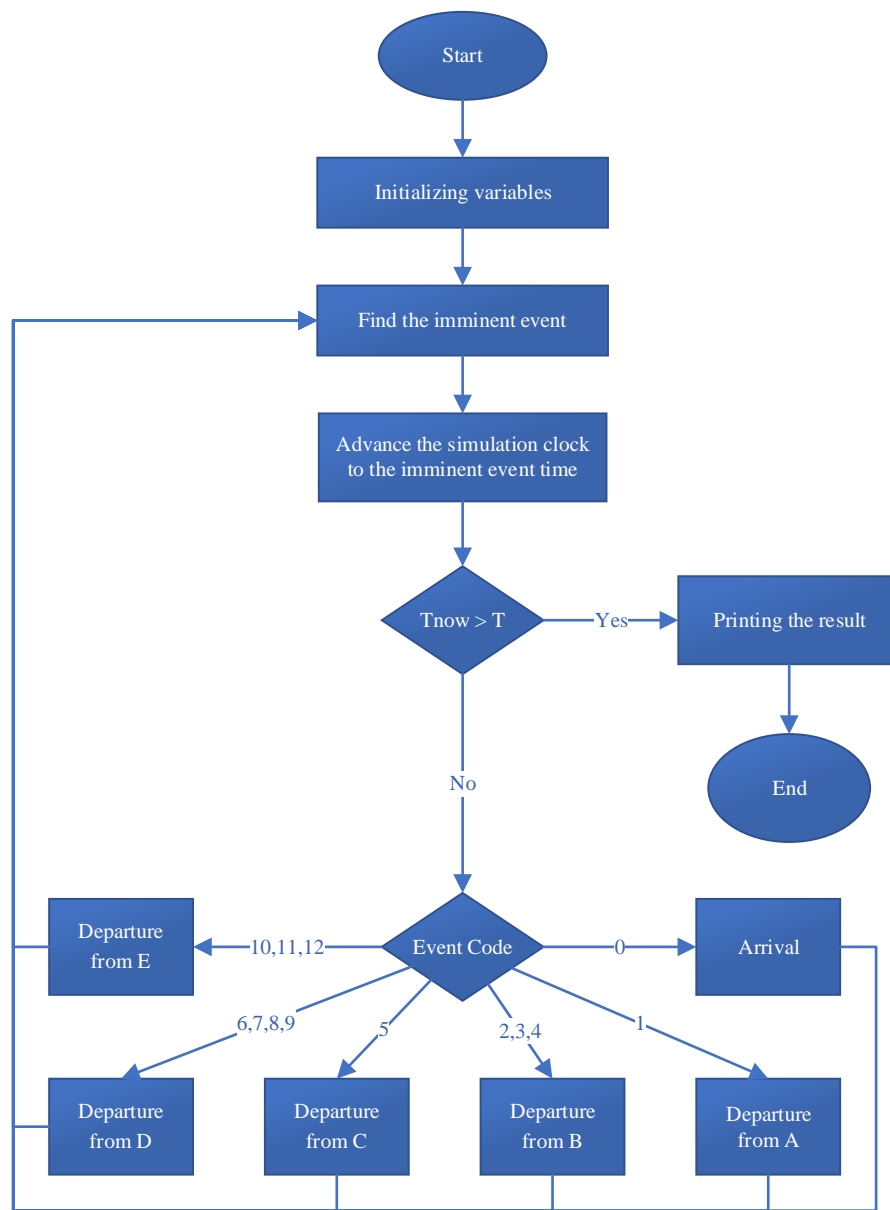 Start
Initializing variables
Find the imminent event
Advance the simulation clock
to the imminent event time
Tnow > T
Yes
Printing the result
End
No
Departure
from E
10,11,12
Event Code
0
Arrival
6,7,8,9
5
2,3,4
1
Departure
from D
Departure
from C
Departure
from B
Departure
from A